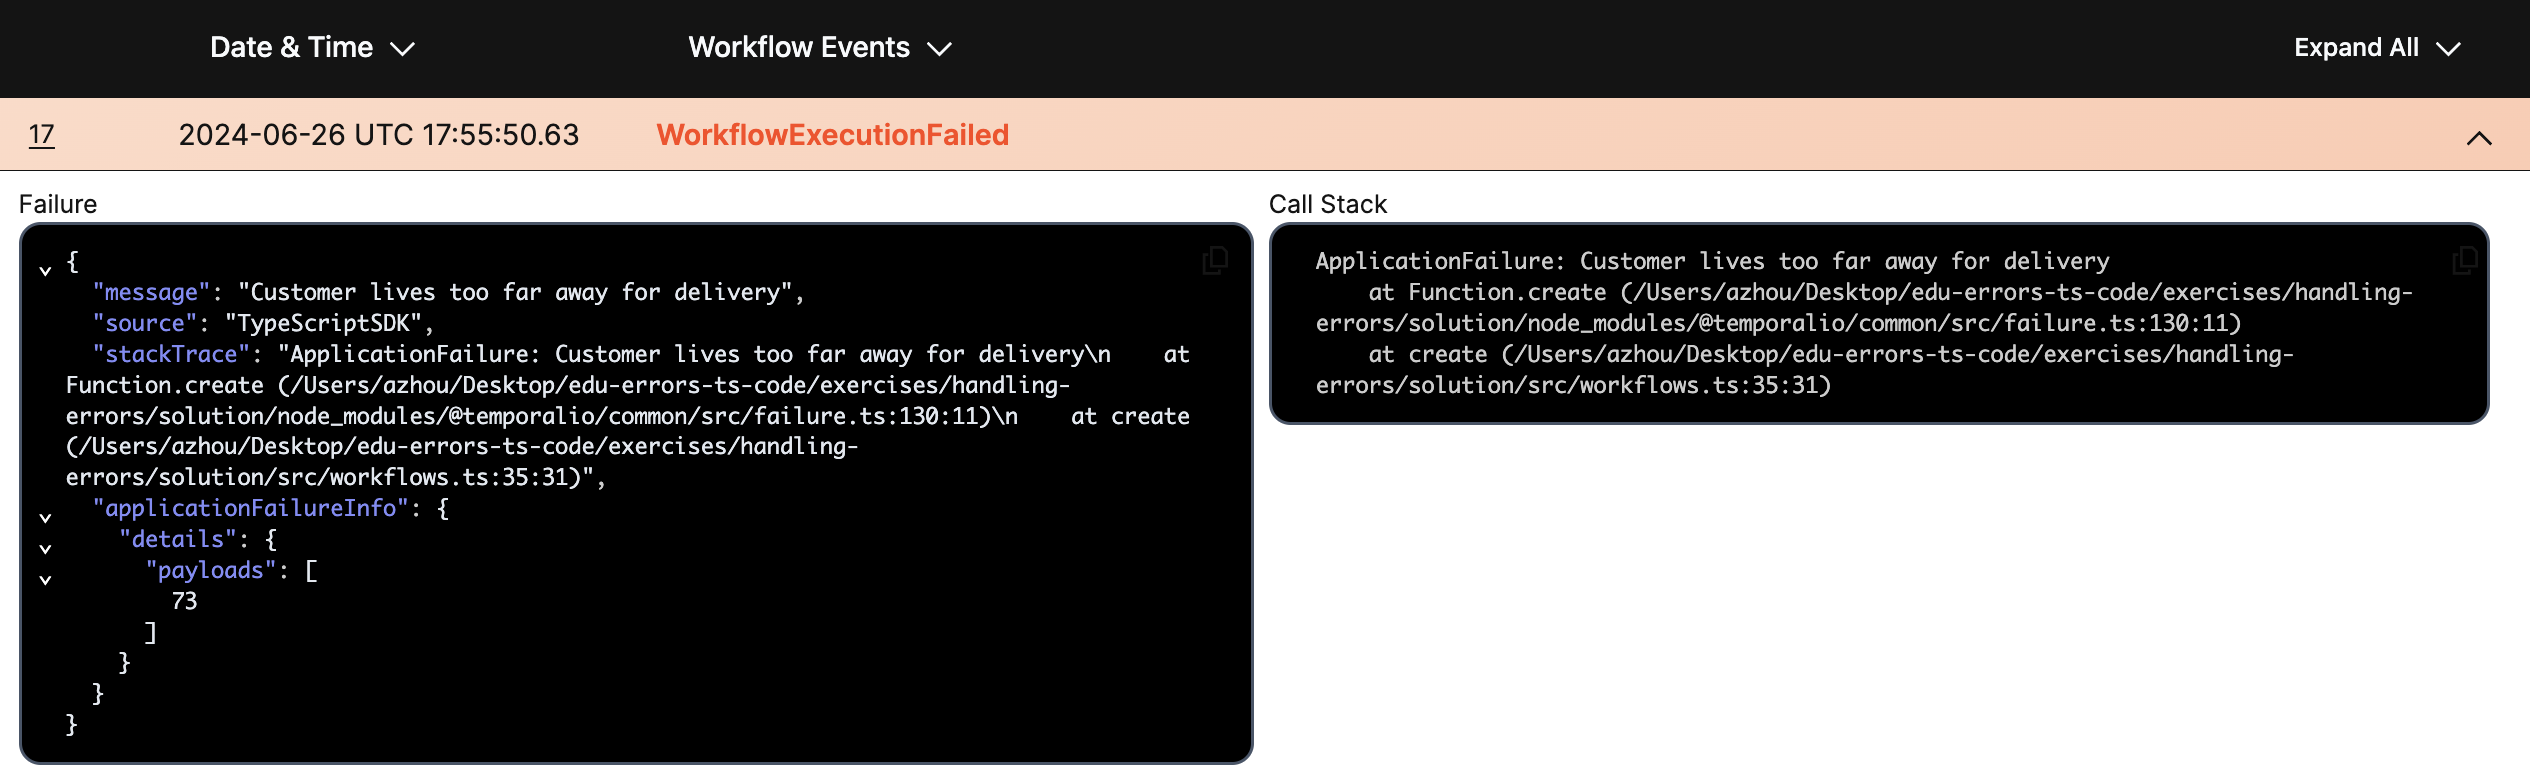 Date & Time
Workflow Events
Expand All
17
2024-06-26 UTC 17:55:50.63
WorkflowExecutionFailed
Failure
{
"message": "Customer lives too far away for delivery",
"source": "TypeScriptSDK",
"stackTrace": "ApplicationFailure: Customer lives too far away for delivery\n    at
Function.create (/Users/azhou/Desktop/edu-errors-ts-code/exercises/handling-
errors/solution/node_modules/@temporalio/common/src/failure.ts:130:11)\n    at create
(/Users/azhou/Desktop/edu-errors-ts-code/exercises/handling-
errors/solution/src/workflows.ts:35:31)",
"applicationFailureInfo": {
"details": {
"payloads": [
73
]
}
}
}
Call Stack
ApplicationFailure: Customer lives too far away for delivery
at Function.create (/Users/azhou/Desktop/edu-errors-ts-code/exercises/handling-
errors/solution/node_modules/@temporalio/common/src/failure.ts:130:11)
at create (/Users/azhou/Desktop/edu-errors-ts-code/exercises/handling-
errors/solution/src/workflows.ts:35:31)